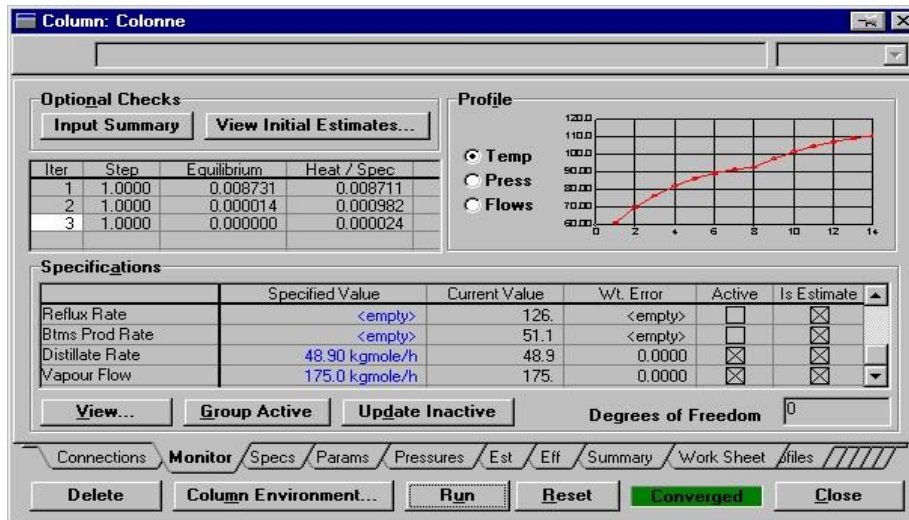 Column: Colonne
Optional Checks
Input Summary View Initial Estimates...
Iter Step Equilibrium Heat / Spec
1 1.0000 0.008731 0.008711
2 1.0000 0.000014 0.000982
3 1.0000 0.000000 0.000024
Profile
Temp
Press
Flows
120.0
110.0
100.0
90.00
80.00
70.00
60.00
0 2 4 6 8 10 12 14
Specifications
Specified Value Current Value Wt. Error Active Is Estimate
Reflux Rate <empty> 126. <empty>
Btms Prod Rate <empty> 51.1 <empty>
Distillate Rate 48.90 kgmole/h 48.9 0.0000
Vapour Flow 175.0 kgmole/h 175. 0.0000
View... Group Active Update Inactive Degrees of Freedom 0
Connections Monitor Specs Params Pressures Est Eff Summary Work Sheet ofiles
Delete Column Environment... Run Reset Converged Close